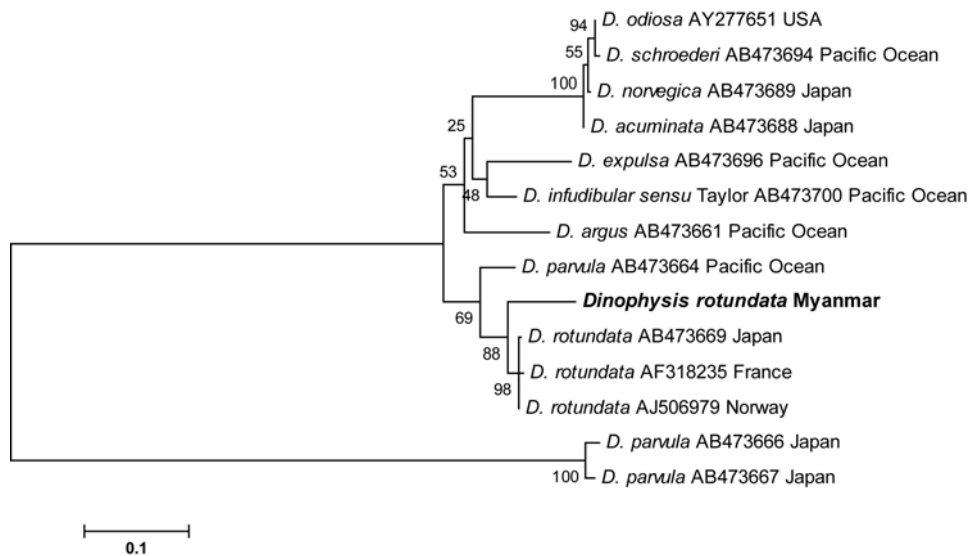 94
D. odiosa AY277651 USA
55
D. schroederi AB473694 Pacific Ocean
100
D. norvegica AB473689 Japan
D. acuminata AB473688 Japan
25
D. expulsa AB473696 Pacific Ocean
53
48
D. infudibular sensu Taylor AB473700 Pacific Ocean
D. argus AB473661 Pacific Ocean
D. parvula AB473664 Pacific Ocean
Dinophysis rotundata Myanmar
69
D. rotundata AB473669 Japan
88
D. rotundata AF318235 France
98
D. rotundata AJ506979 Norway
D. parvula AB473666 Japan
100
D. parvula AB473667 Japan
0.1